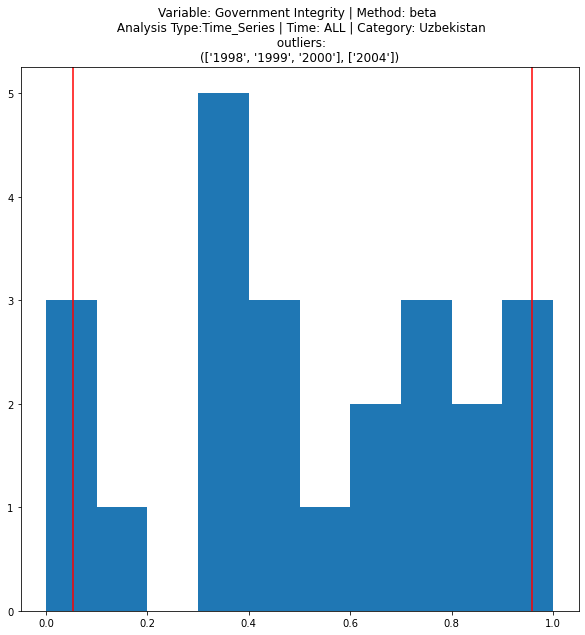 Variable: Government Integrity | Method: beta
Analysis Type:Time_Series | Time: ALL | Category: Uzbekistan
outliers:
(['1998', '1999', '2000'], ['2004'])
5
4
3
2
1
0
0.0 0.2 0.4 0.6 0.8 1.0